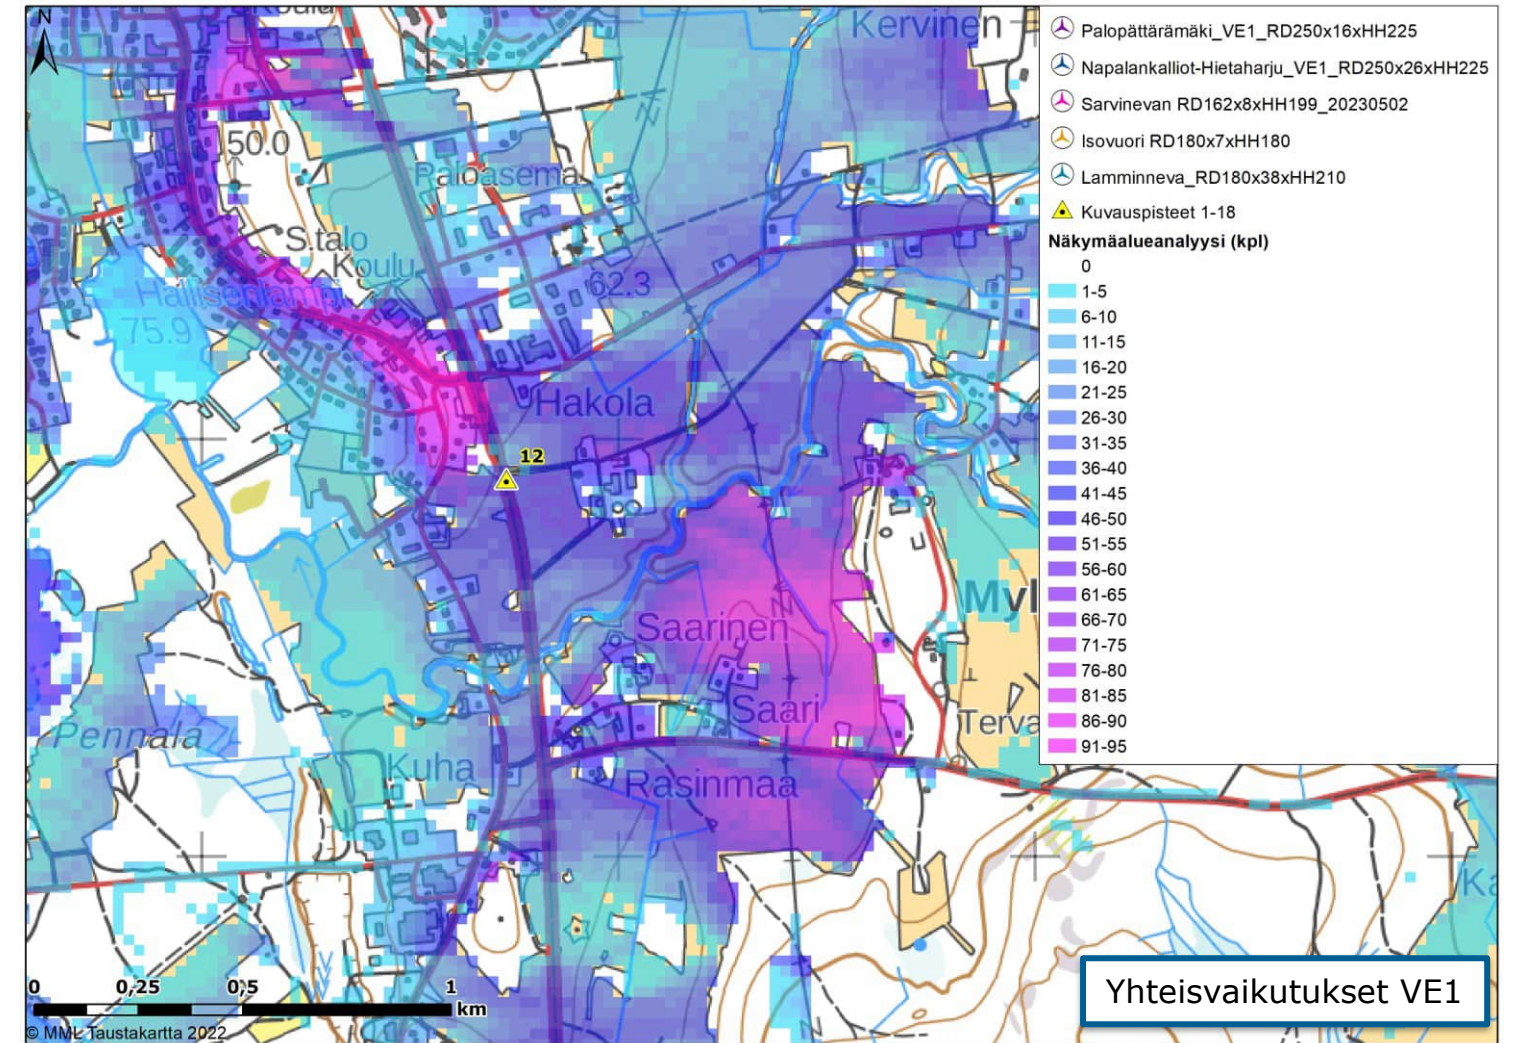 N
Koulu
Kervinen
50.0
Paloasema
S.talo
Koulu
Hallisenlampi
62.3
75.9
Hakola
12
Saarinen
Myl
Saari
Terva
Pennala
Kuha
Rasinmaa
Ka
Palopättärämäki_VE1_RD250x16xHH225
Napalankalliot-Hietaharju_VE1_RD250x26xHH225
Sarvinevan RD162x8xHH199_20230502
Isovuori RD180x7xHH180
Lamminneva_RD180x38xHH210
Kuvauspisteet 1-18
Näkymäalueanalyysi (kpl)
0
1-5
6-10
11-15
16-20
21-25
26-30
31-35
36-40
41-45
46-50
51-55
56-60
61-65
66-70
71-75
76-80
81-85
86-90
91-95
0 0,25 0,5 1
km
© MML Taustakartta 2022
Yhteisvaikutukset VE1